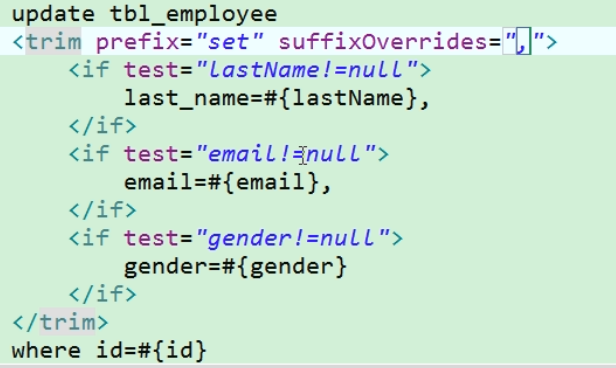 update tbl_employee
<trim prefix="set" suffixOverrides=",">
<if test="lastName!=null">
last_name=#{lastName},
</if>
<if test="email!=null">
email=#{email},
</if>
<if test="gender!=null">
gender=#{gender}
</if>
</trim>
where id=#{id}